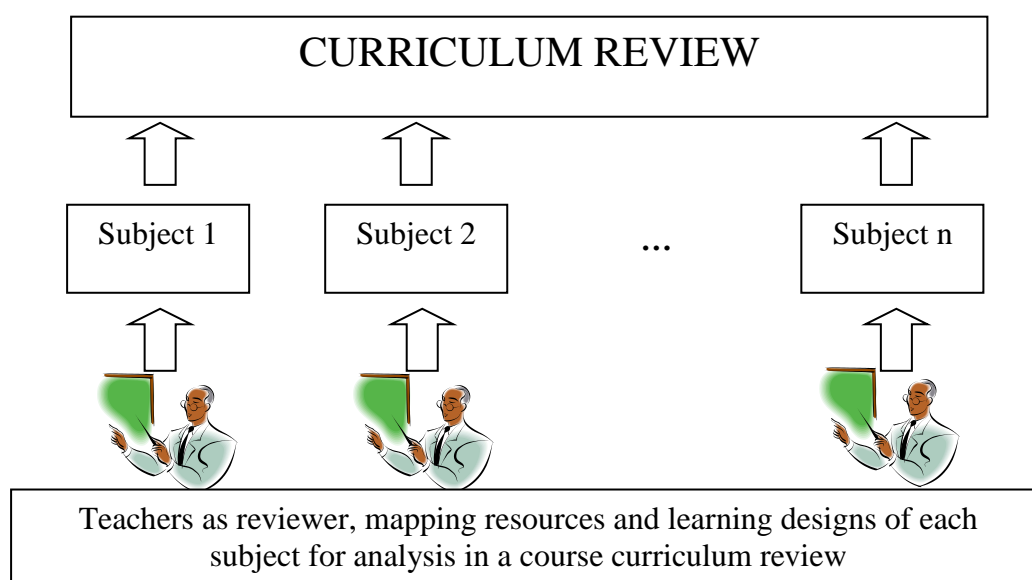 CURRICULUM REVIEW
Subject 1
Subject 2
...
Subject n
Teachers as reviewer, mapping resources and learning designs of each
subject for analysis in a course curriculum review